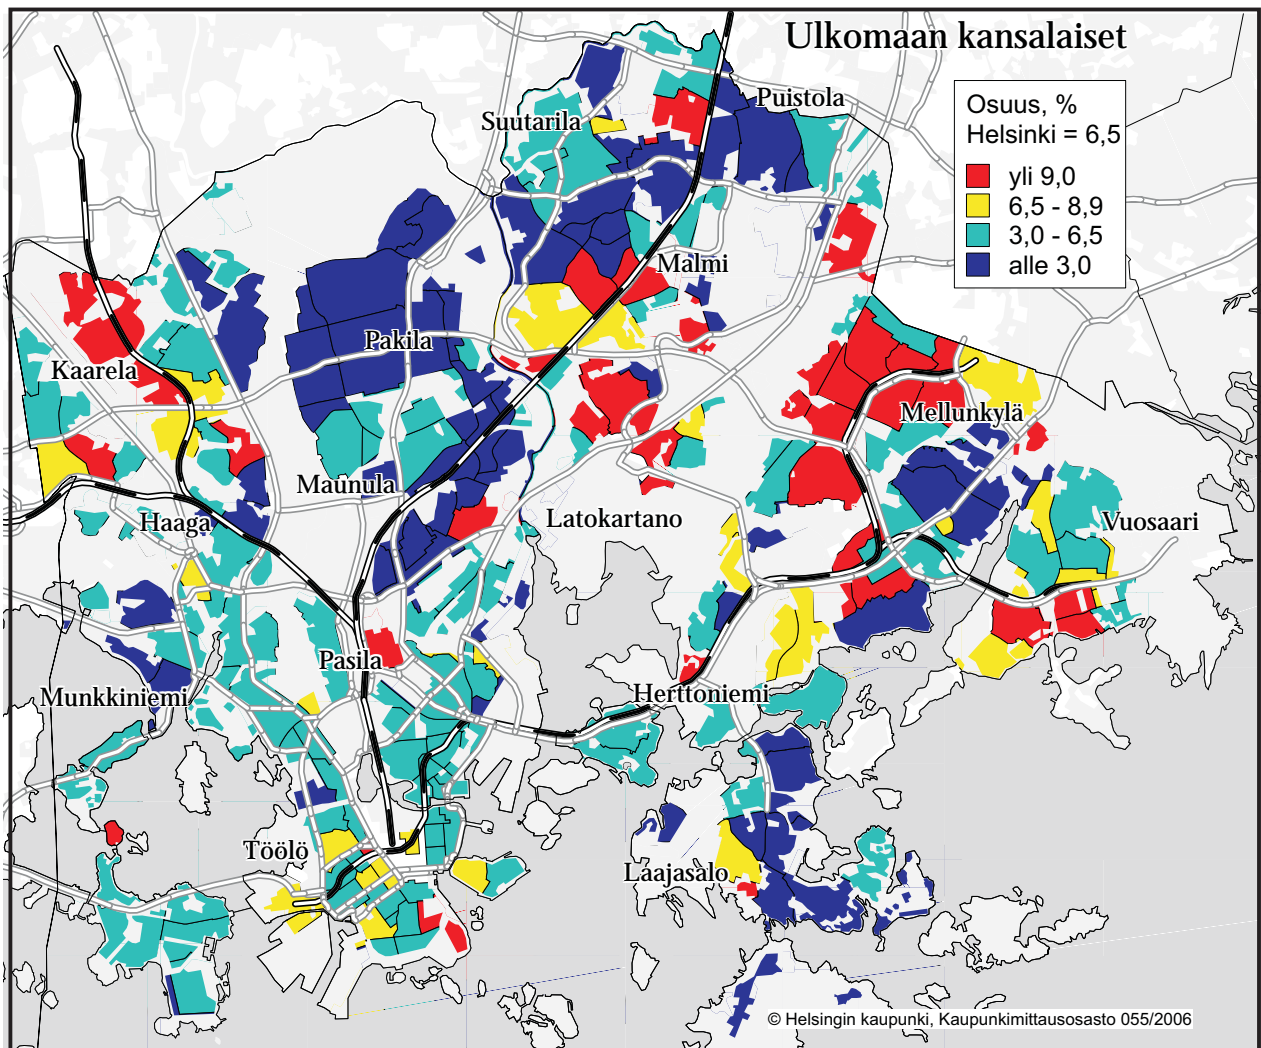 Ulkomaan kansalaiset
Osuus, %
Helsinki = 6,5
yli 9,0
6,5 - 8,9
3,0 - 6,5
alle 3,0
Puistola
Suutarila
Malmi
Pakila
Kaarela
Mellunkylä
Maunula
Haaga
Latokartano
Vuosaari
Pasila
Munkkiniemi
Herttoniemi
Töölö
Laajasalo
© Helsingin kaupunki, Kaupunkimittausosasto 055/2006